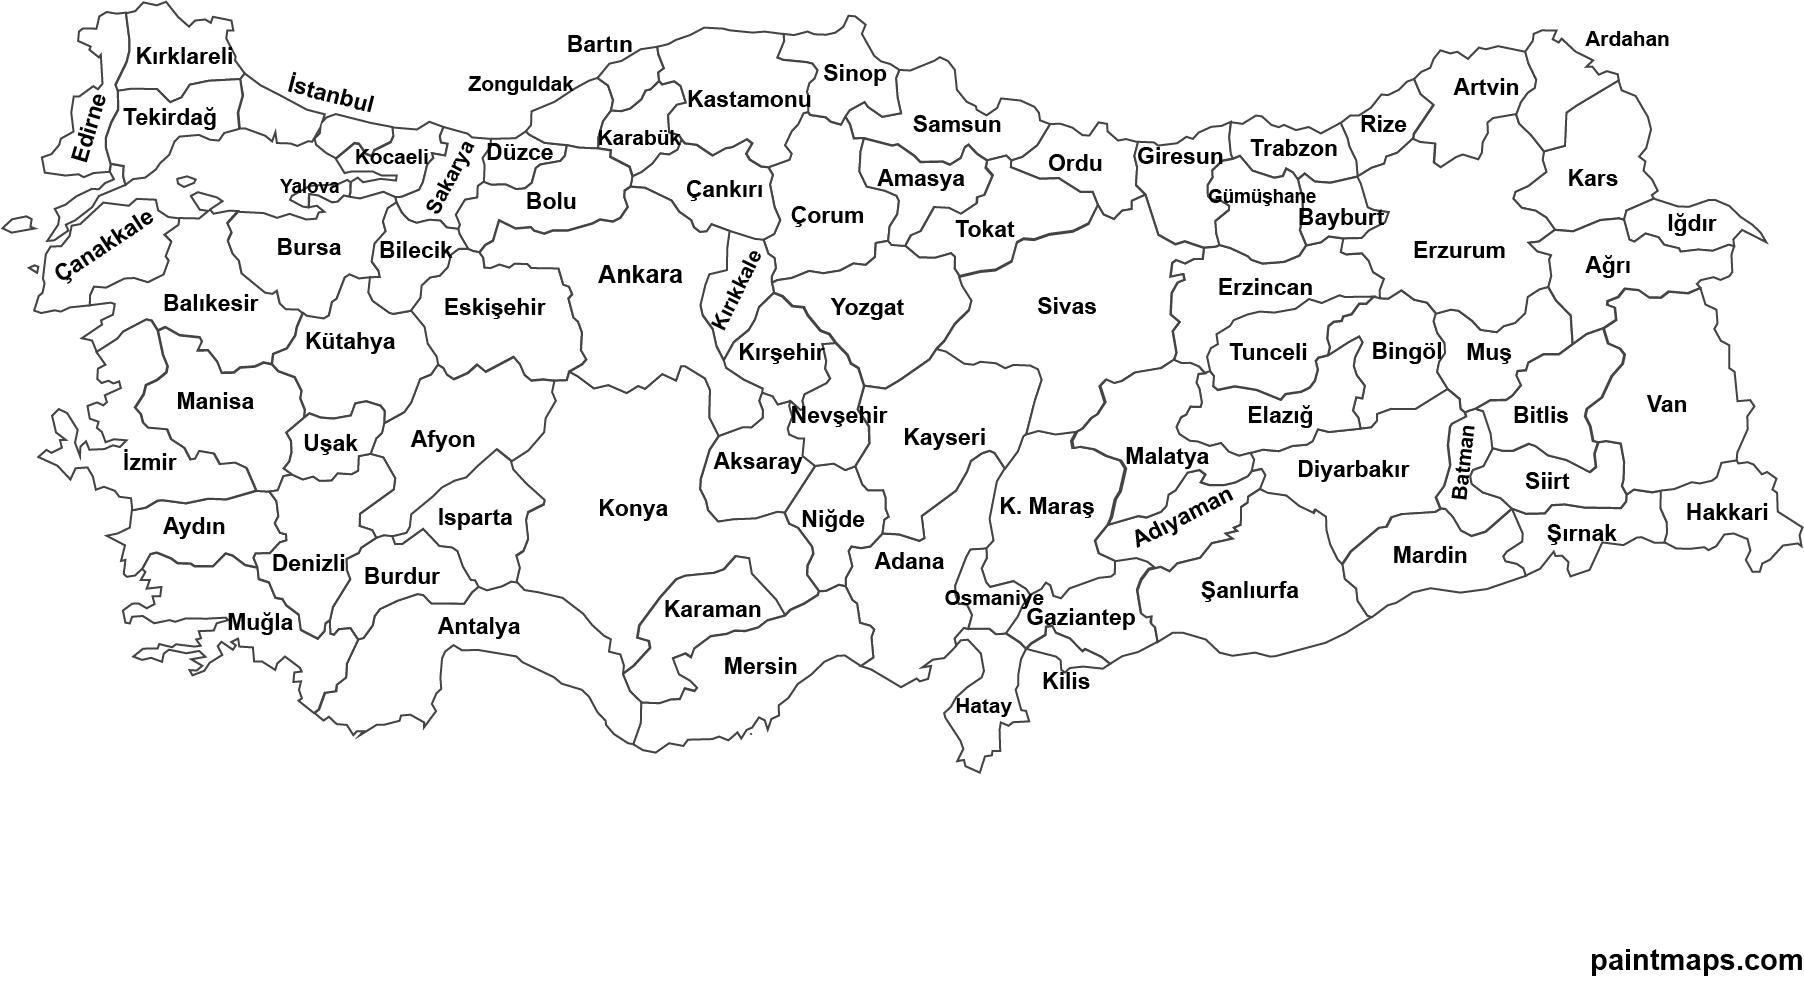 Ardahan
Bartın
Kırklareli
Sinop
Zonguldak
Artvin
İstanbul
Kastamonu
Tekirdağ
Samsun
Rize
Edirne
Karabük
Trabzon
Düzce
Kocaeli
Giresun
Ordu
Sakarya
Amasya
Kars
Yalova
Çankırı
Gümüşhane
Bolu
Çorum
Bayburt
Iğdır
Tokat
Çanakkale
Bursa
Bilecik
Erzurum
Ağrı
Ankara
Kırıkkale
Erzincan
Balıkesir
Eskişehir
Yozgat
Sivas
Kütahya
Kırşehir
Tunceli
Bingöl
Muş
Manisa
Van
Nevşehir
Elazığ
Bitlis
Uşak
Afyon
Kayseri
İzmir
Aksaray
Malatya
Batman
Diyarbakır
Siirt
Konya
K. Maraş
Isparta
Niğde
Adıyaman
Hakkari
Aydın
Şırnak
Mardin
Denizli
Adana
Burdur
Şanlıurfa
Osmaniye
Karaman
Gaziantep
Muğla
Antalya
Mersin
Kilis
Hatay
paintmaps.com